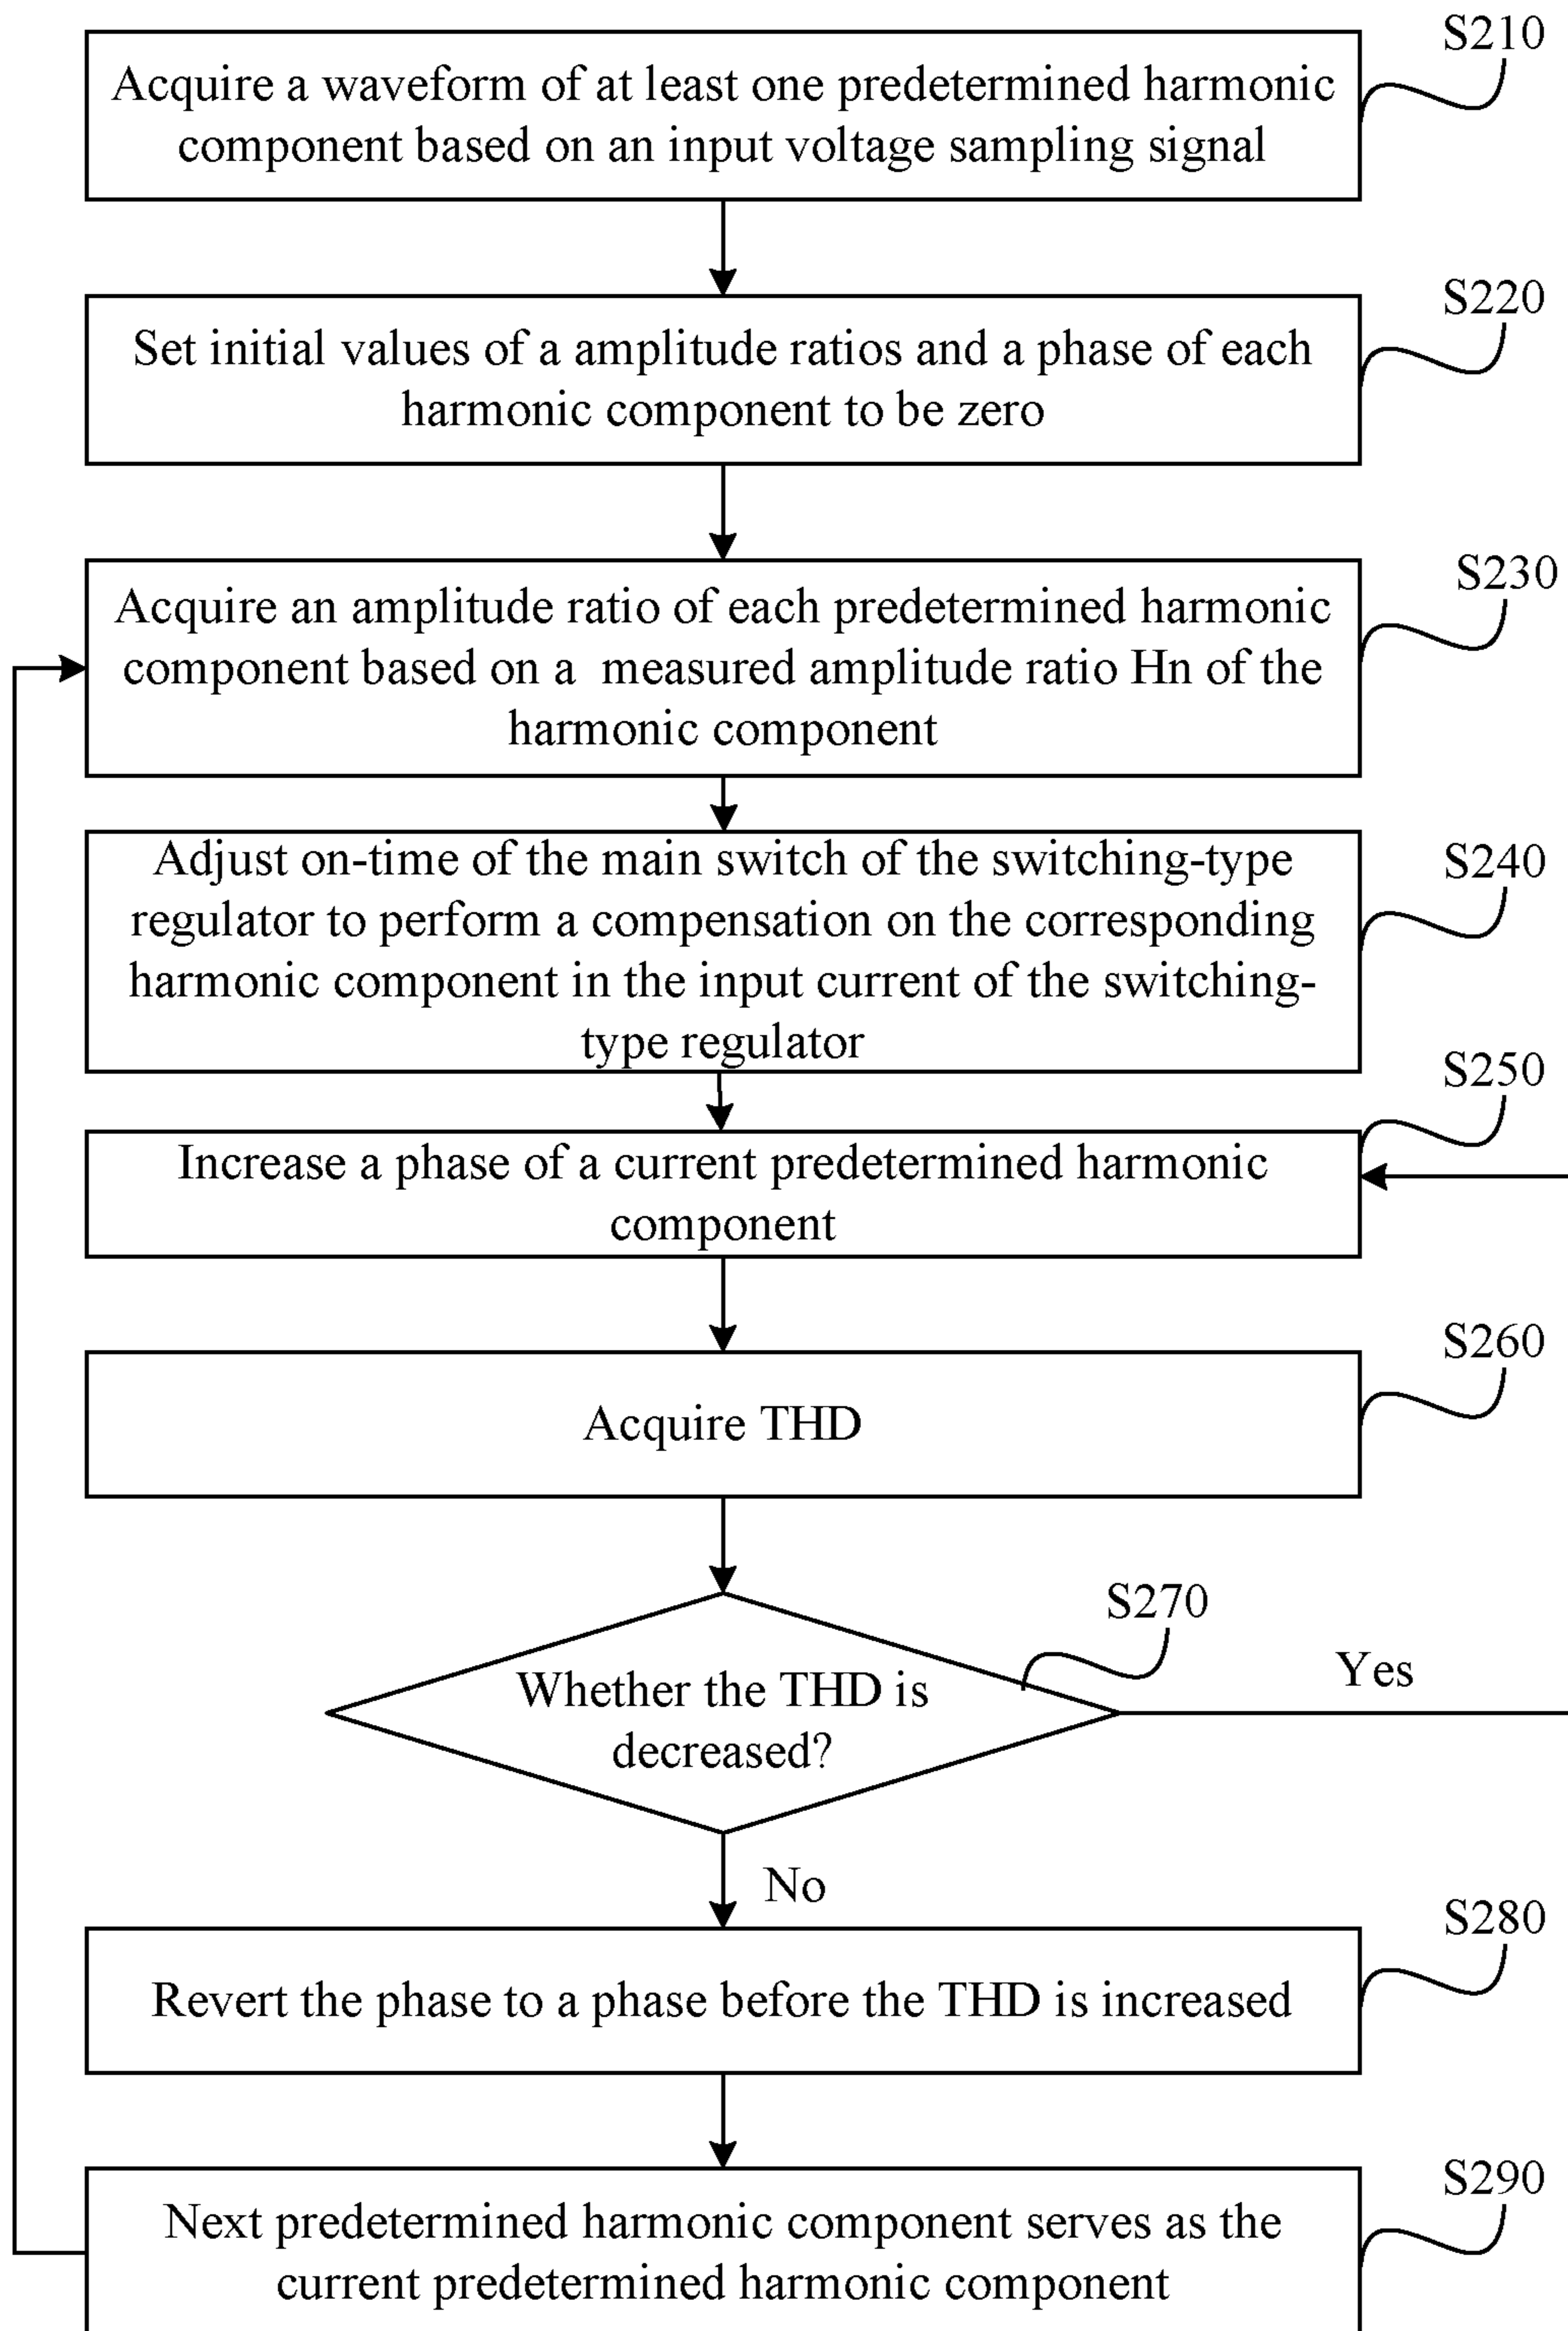 S210
Acquire a waveform of at least one predetermined harmonic
component based on an input voltage sampling signal
S220
Set initial values of a amplitude ratios and a phase of each
harmonic component to be zero
S230
Acquire an amplitude ratio of each predetermined harmonic
component based on a  measured amplitude ratio Hn of the
harmonic component
S240
Adjust on-time of the main switch of the switching-type
regulator to perform a compensation on the corresponding
harmonic component in the input current of the switching-
type regulator
S250
Increase a phase of a current predetermined harmonic
component
S260
Acquire THD
S270
Whether the THD is
decreased?
Yes
No
S280
Revert the phase to a phase before the THD is increased
S290
Next predetermined harmonic component serves as the
current predetermined harmonic component